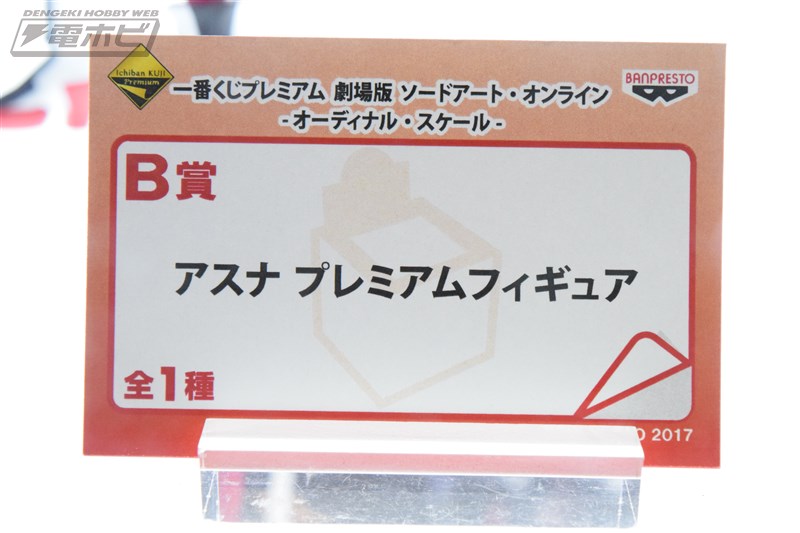 DENGEKI HOBBY WEB
電ホビ
Ichiban KUJI
Premium
一番くじプレミアム 劇場版 ソードアート・オンライン
-オーディナル・スケール-
BANPRESTO
B賞
アスナ プレミアムフィギュア
全1種
2017